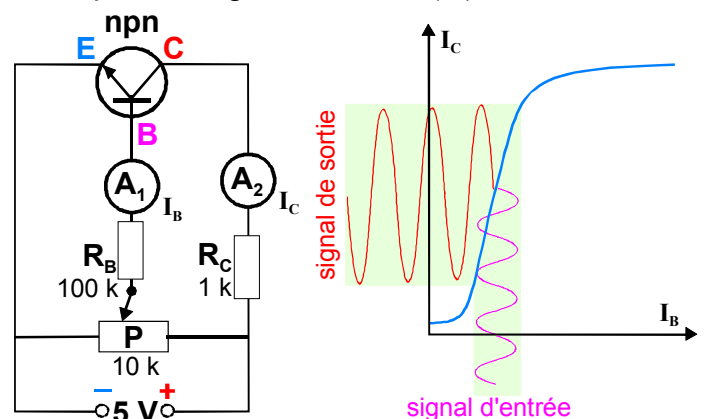 npn
E
C
B
A1
IB
A2
IC
RB
100 k
RC
1 k
P
10 k
− +
5 V
IC
signal de sortie
IB
signal d'entrée